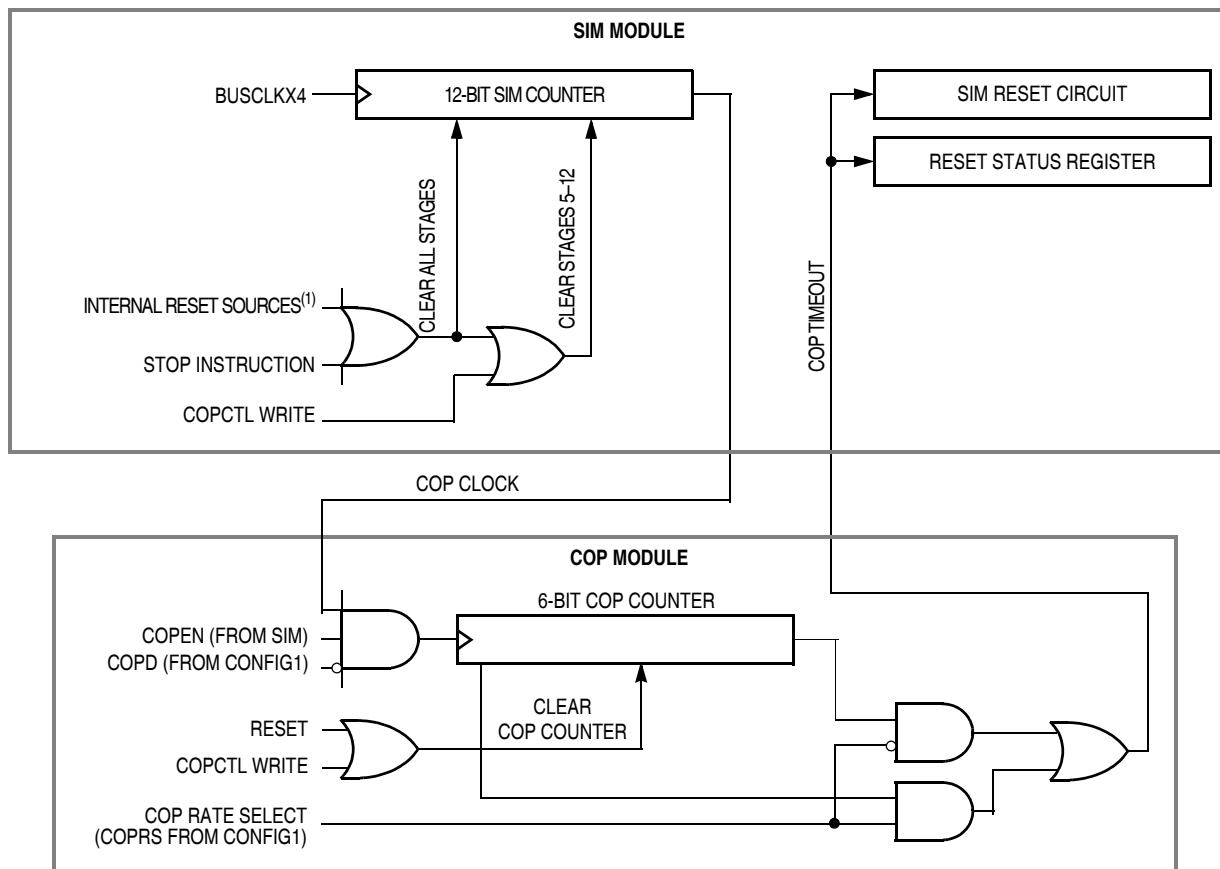 SIM MODULE
BUSCLKX4
12-BIT SIM COUNTER
SIM RESET CIRCUIT
RESET STATUS REGISTER
CLEAR ALL STAGES
CLEAR STAGES 5–12
COP TIMEOUT
INTERNAL RESET SOURCES(1)
STOP INSTRUCTION
COPCTL WRITE
COP CLOCK
COP MODULE
6-BIT COP COUNTER
COPEN (FROM SIM)
COPD (FROM CONFIG1)
CLEAR
COP COUNTER
RESET
COPCTL WRITE
COP RATE SELECT
(COPRS FROM CONFIG1)